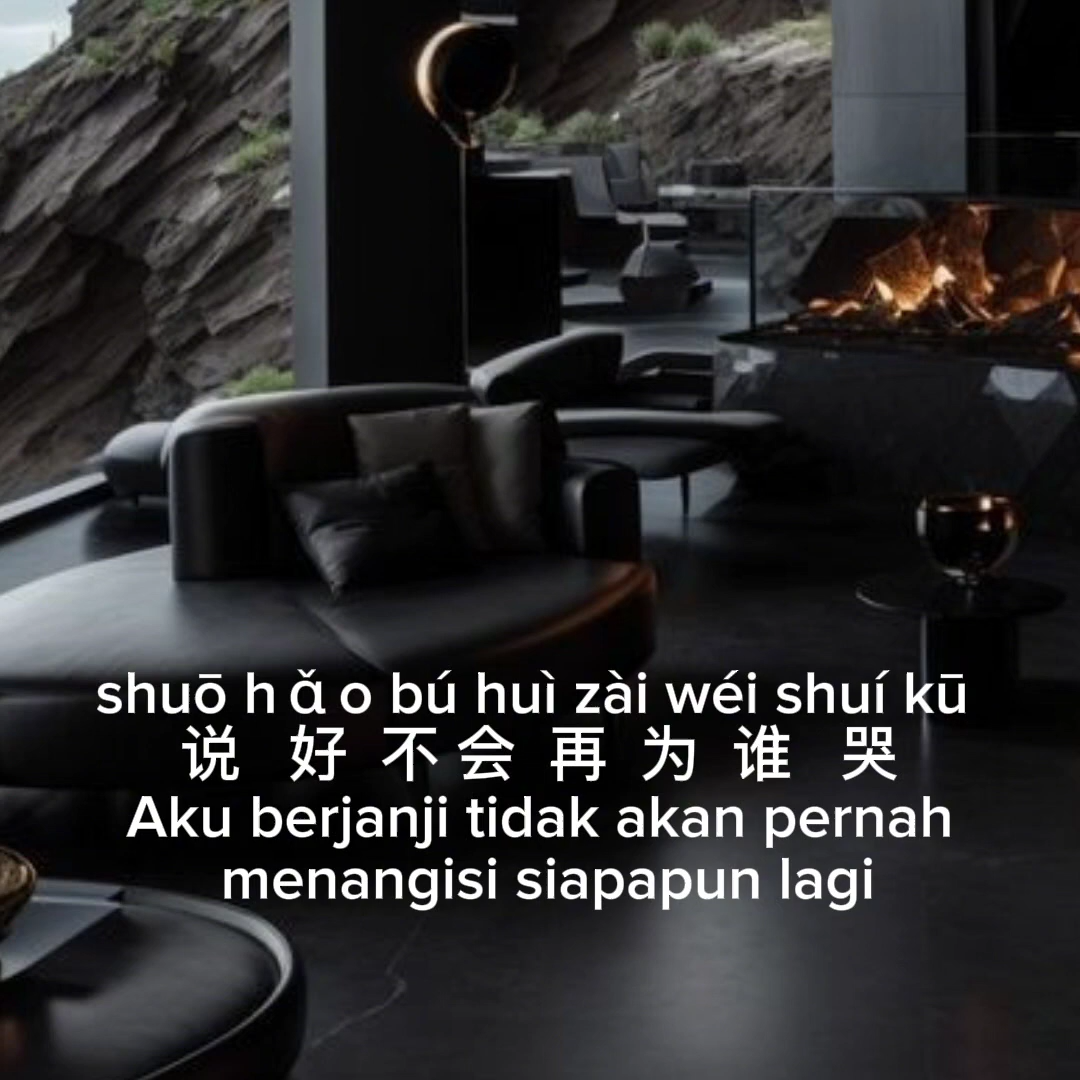 shuō hǎo bú huì zài wéi shuí kū
说 好 不 会 再 为 谁 哭
Aku berjanji tidak akan pernah
menangisi siapapun lagi